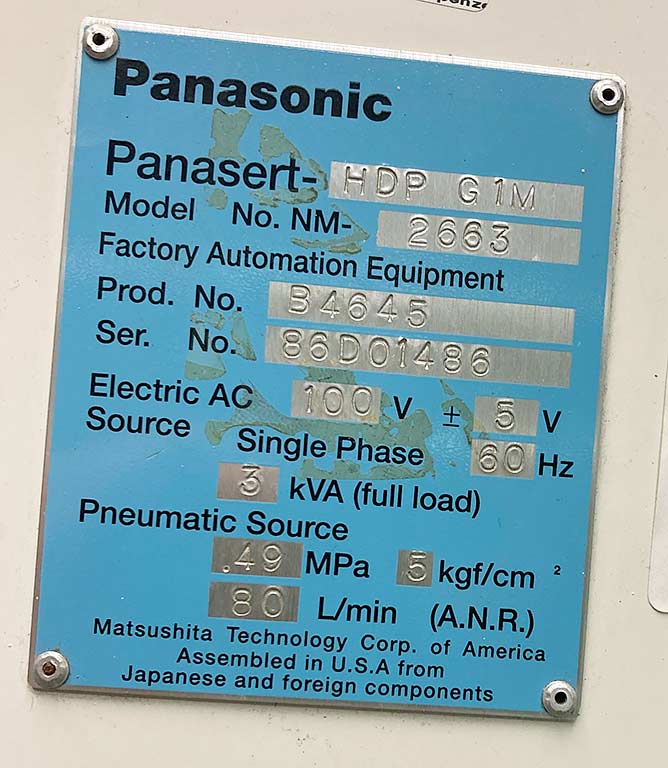 Panasonic
Panasert- HDP G1M
Model No. NM- 2663
Factory Automation Equipment
Prod. No. B4645
Ser. No. 86D01486
Electric AC 100 V ± 5 V
Source Single Phase 60 Hz
3 kVA (full load)
Pneumatic Source
.49 MPa 5 kgf/cm ²
80 L/min (A.N.R.)
Matsushita Technology Corp. of America
Assembled in U.S.A from
Japanese and foreign components